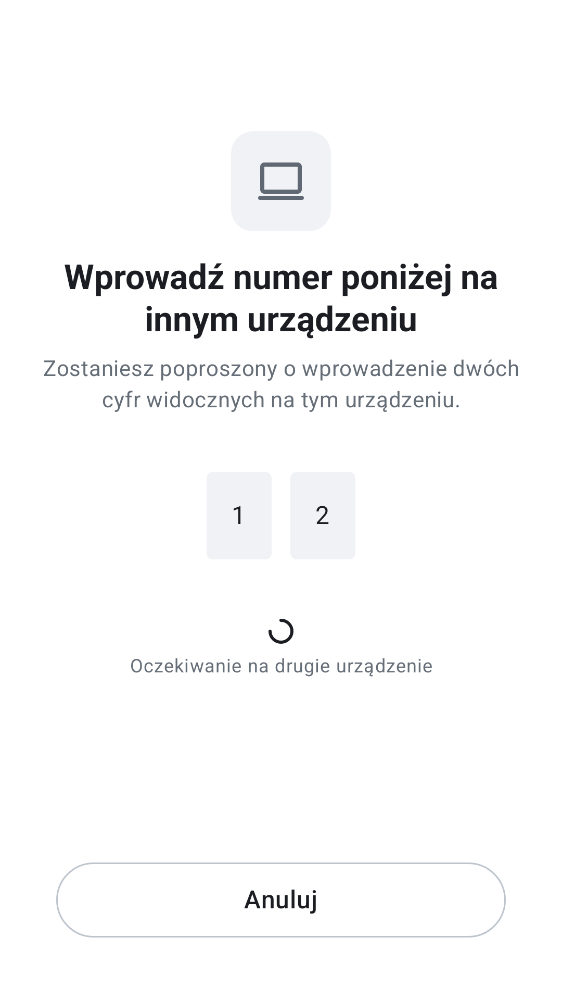 Wprowadź numer poniżej na
innym urządzeniu
Zostaniesz poproszony o wprowadzenie dwóch
cyfr widocznych na tym urządzeniu.
1 2
Oczekiwanie na drugie urządzenie
Anuluj